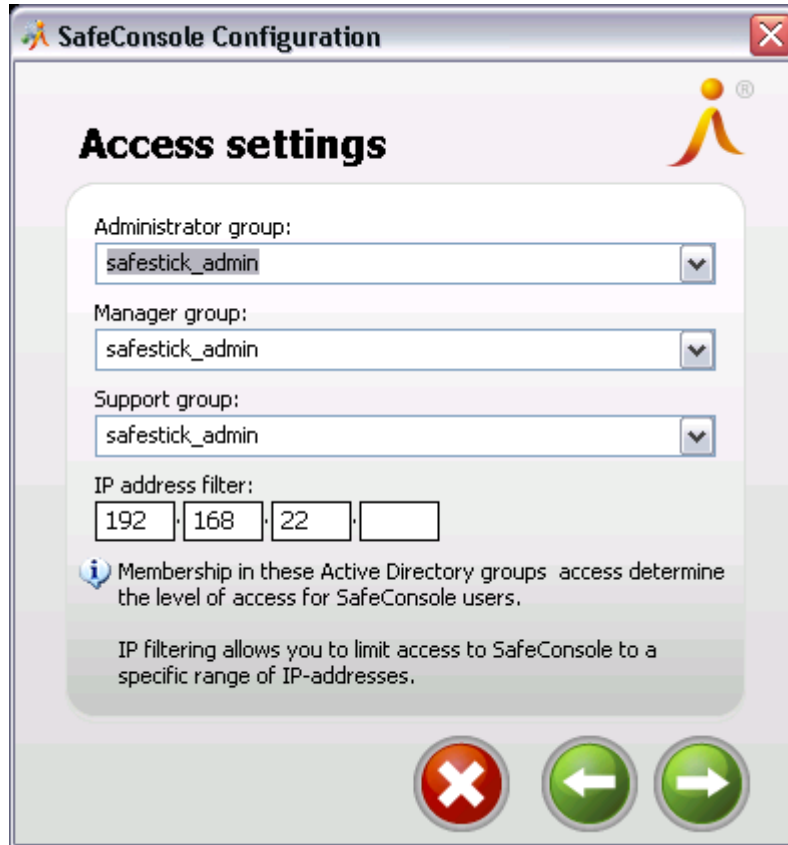 SafeConsole Configuration
®
Access settings
Administrator group:
safestick_admin
Manager group:
safestick_admin
Support group:
safestick_admin
IP address filter:
192 . 168 . 22 .
Membership in these Active Directory groups access determine
the level of access for SafeConsole users.
IP filtering allows you to limit access to SafeConsole to a
specific range of IP-addresses.